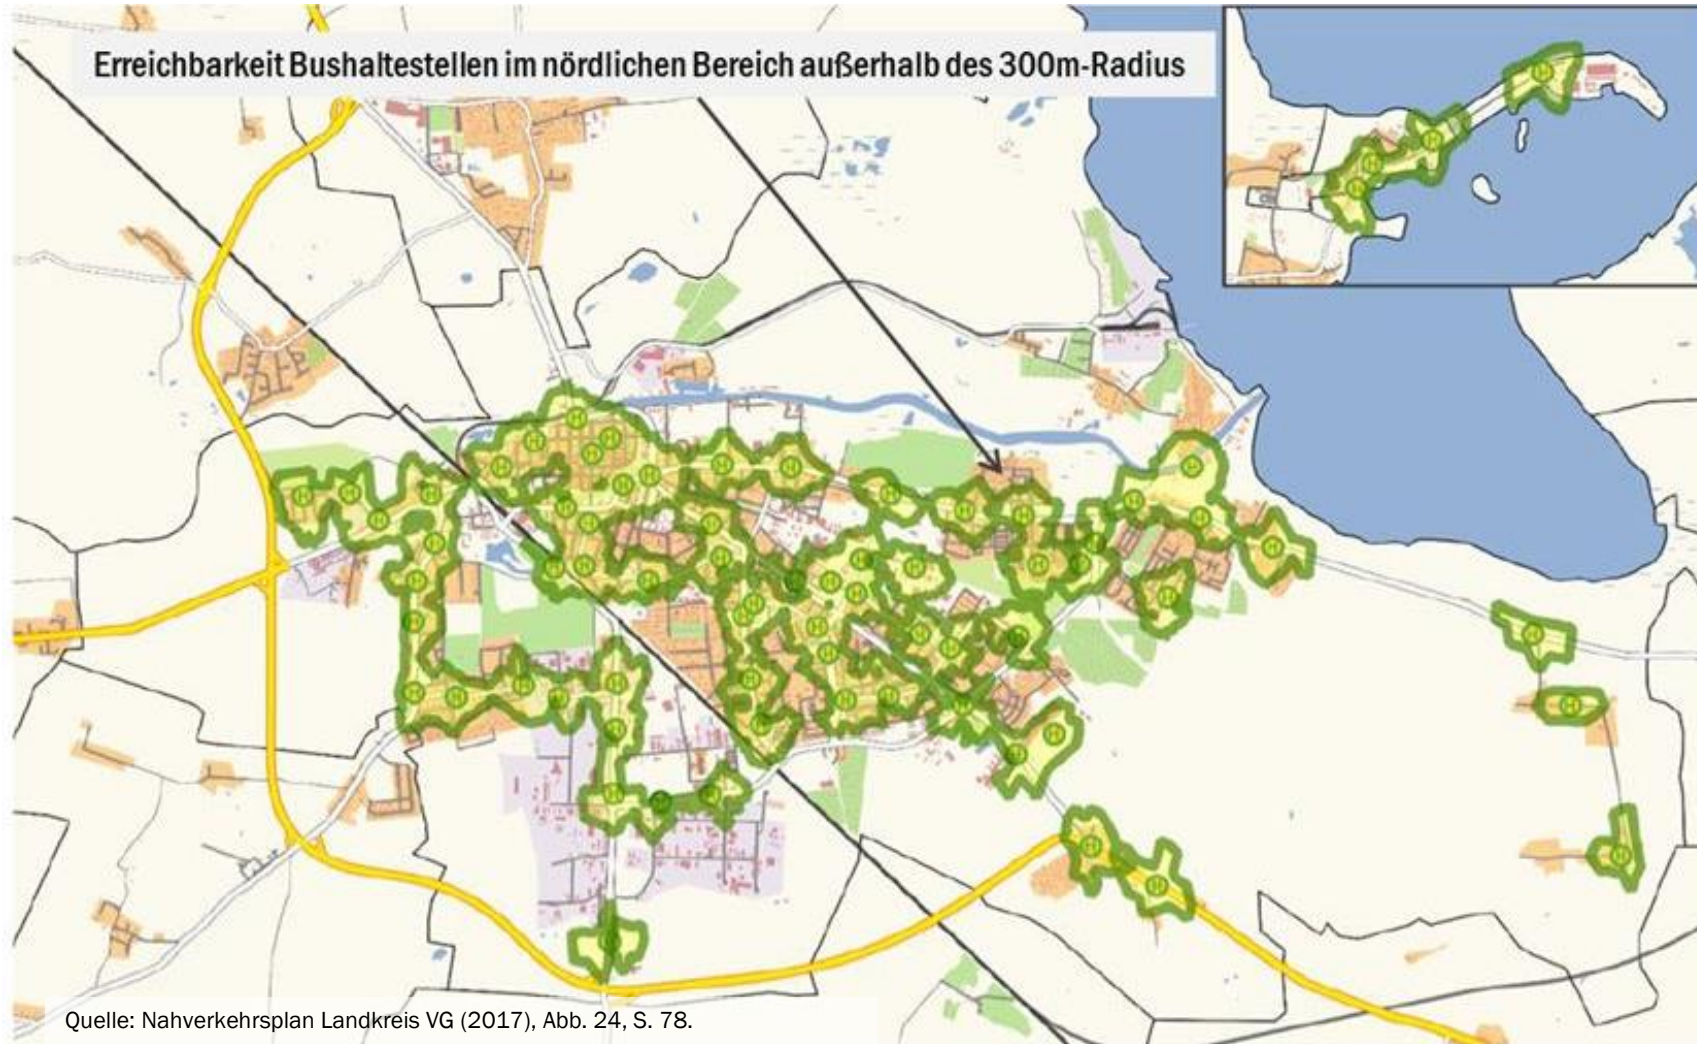 Erreichbarkeit Bushaltestellen im nördlichen Bereich außerhalb des 300m-Radius
Quelle: Nahverkehrsplan Landkreis VG (2017), Abb. 24, S. 78.